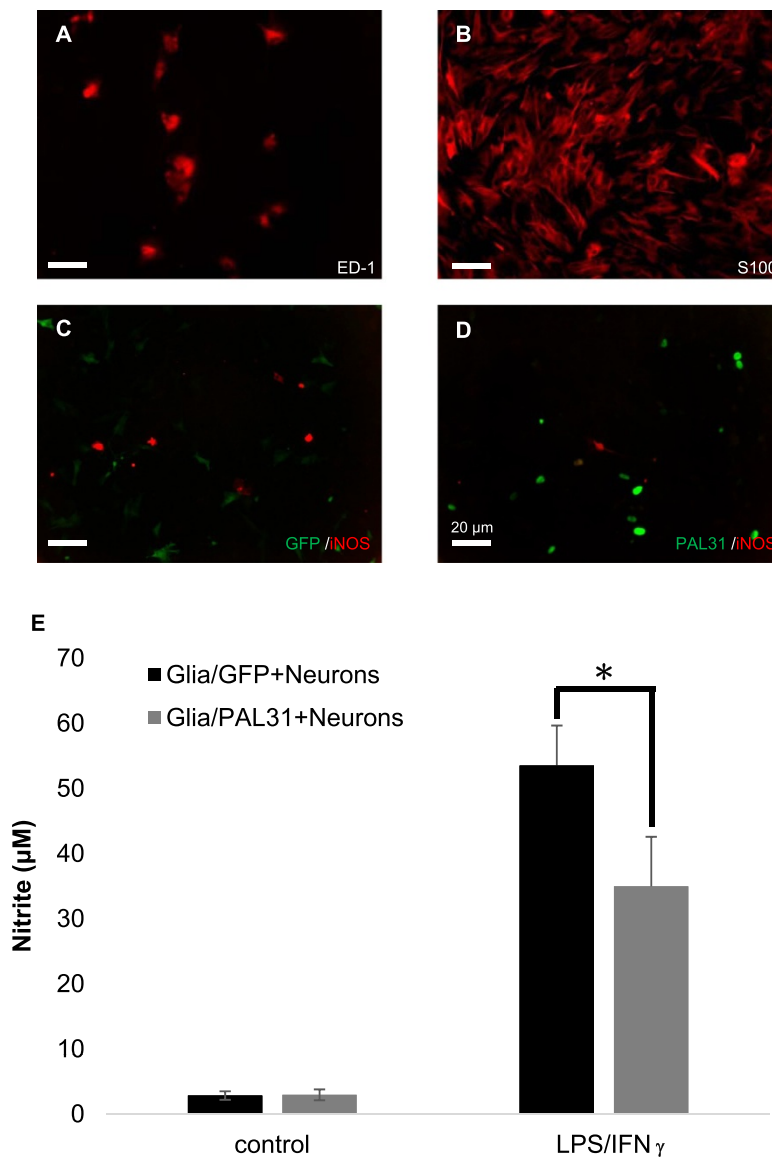 A
ED-1
B
S100
C
GFP /iNOS
D
20 µm
PAL31 /iNOS
E
70
60
50
40
30
20
10
0
Nitrite (µM)
Glia/GFP+Neurons
Glia/PAL31+Neurons
*
control
LPS/IFN γ